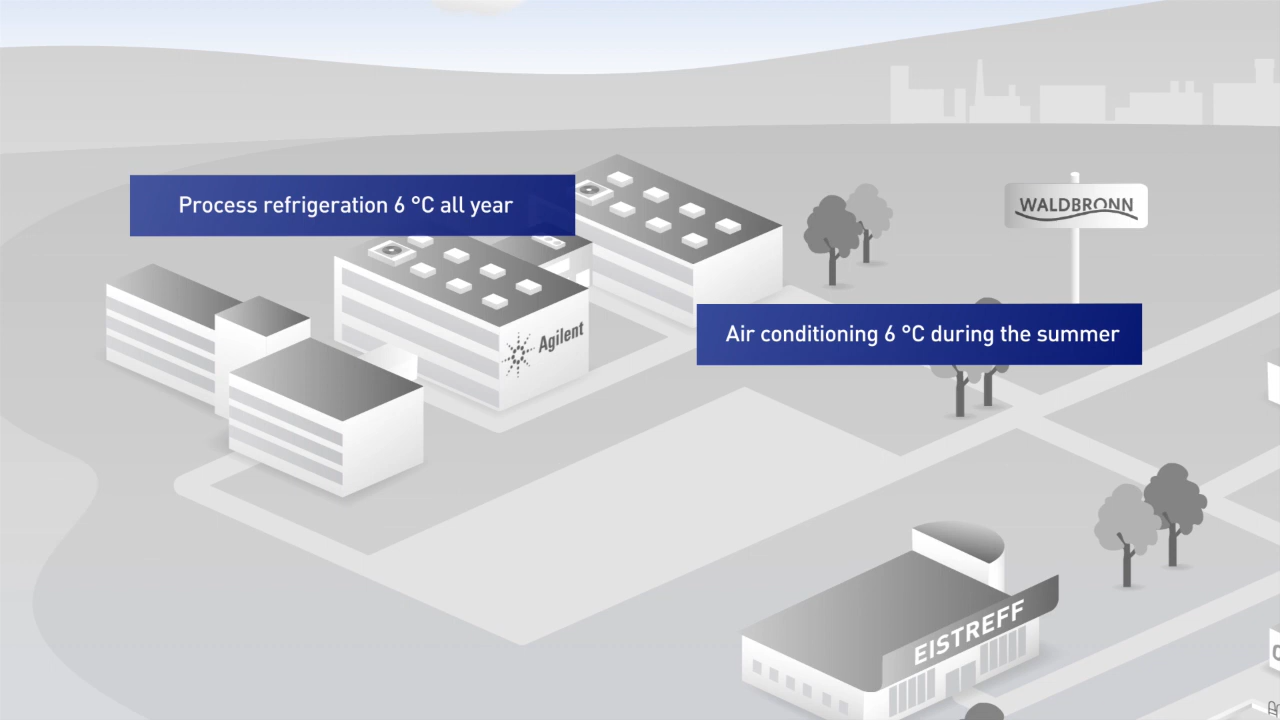 Process refrigeration 6 °C all year
WALDBRONN
Air conditioning 6 °C during the summer
Agilent
EISTREFF